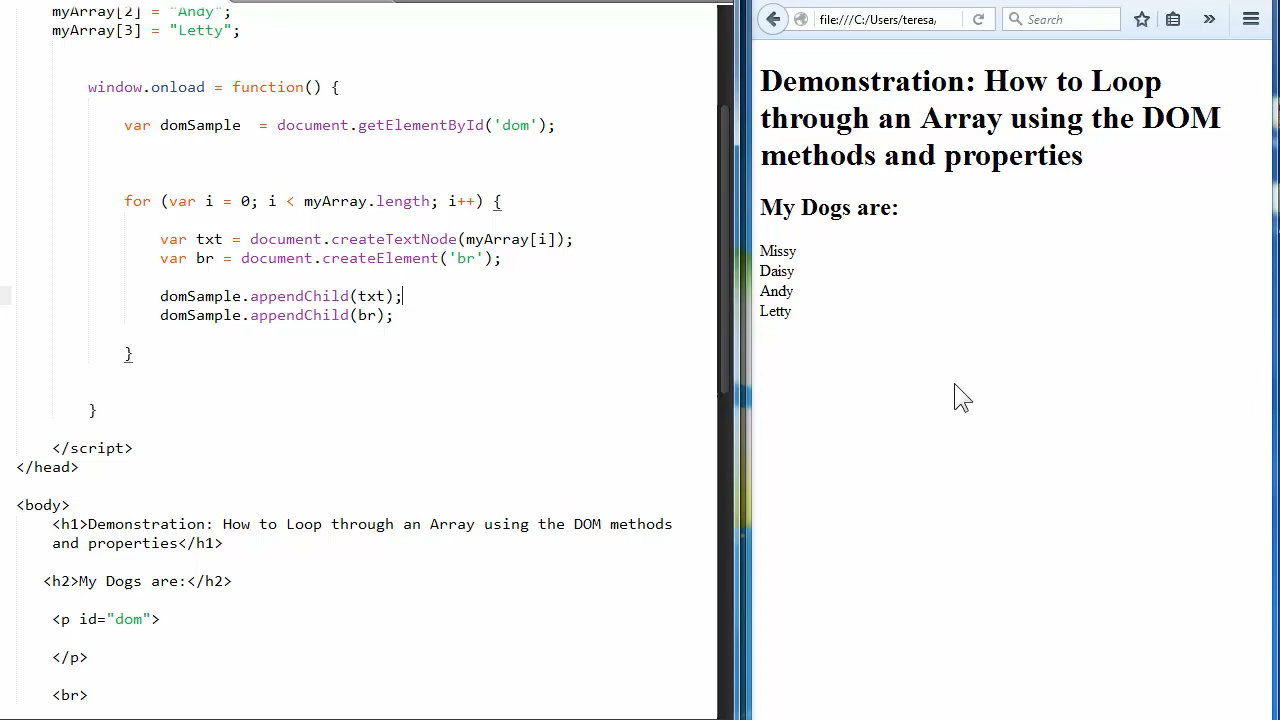 myArray[2] = "Andy";
myArray[3] = "Letty";
window.onload = function() {
var domSample  = document.getElementById('dom');
for (var i = 0; i < myArray.length; i++) {
var txt = document.createTextNode(myArray[i]);
var br = document.createElement('br');
domSample.appendChild(txt);
domSample.appendChild(br);
}
}
</script>
</head>
<body>
<h1>Demonstration: How to Loop through an Array using the DOM methods
and properties</h1>
<h2>My Dogs are:</h2>
<p id="dom">
</p>
<br>
file:///C:/Users/teresa/
Search
Demonstration: How to Loop
through an Array using the DOM
methods and properties
My Dogs are:
Missy
Daisy
Andy
Letty